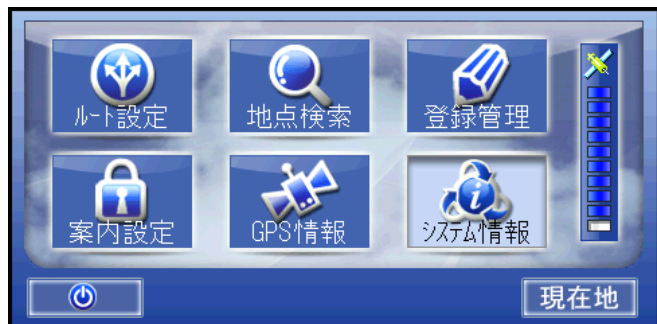 ルート設定
地点検索
登録管理
案内設定
GPS情報
システム情報
現在地